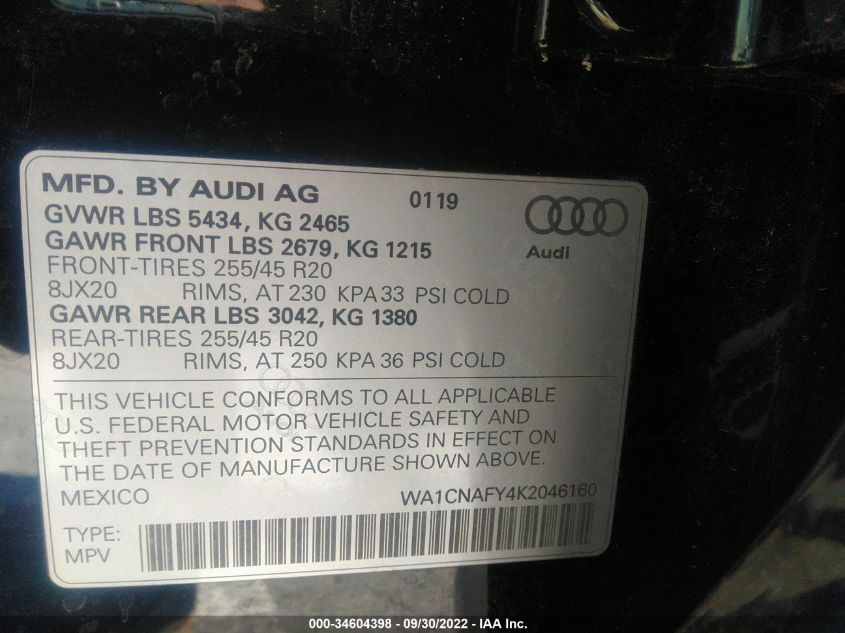 MFD. BY AUDI AG 0119
GVWR LBS 5434, KG 2465
GAWR FRONT LBS 2679, KG 1215
Audi
FRONT-TIRES 255/45 R20
8JX20 RIMS, AT 230 KPA 33 PSI COLD
GAWR REAR LBS 3042, KG 1380
REAR-TIRES 255/45 R20
8JX20 RIMS, AT 250 KPA 36 PSI COLD
THIS VEHICLE CONFORMS TO ALL APPLICABLE
U.S. FEDERAL MOTOR VEHICLE SAFETY AND
THEFT PREVENTION STANDARDS IN EFFECT ON
THE DATE OF MANUFACTURE SHOWN ABOVE.
MEXICO WA1CNAFY4K2046160
TYPE:
MPV
000-34604398 - 09/30/2022 - IAA Inc.